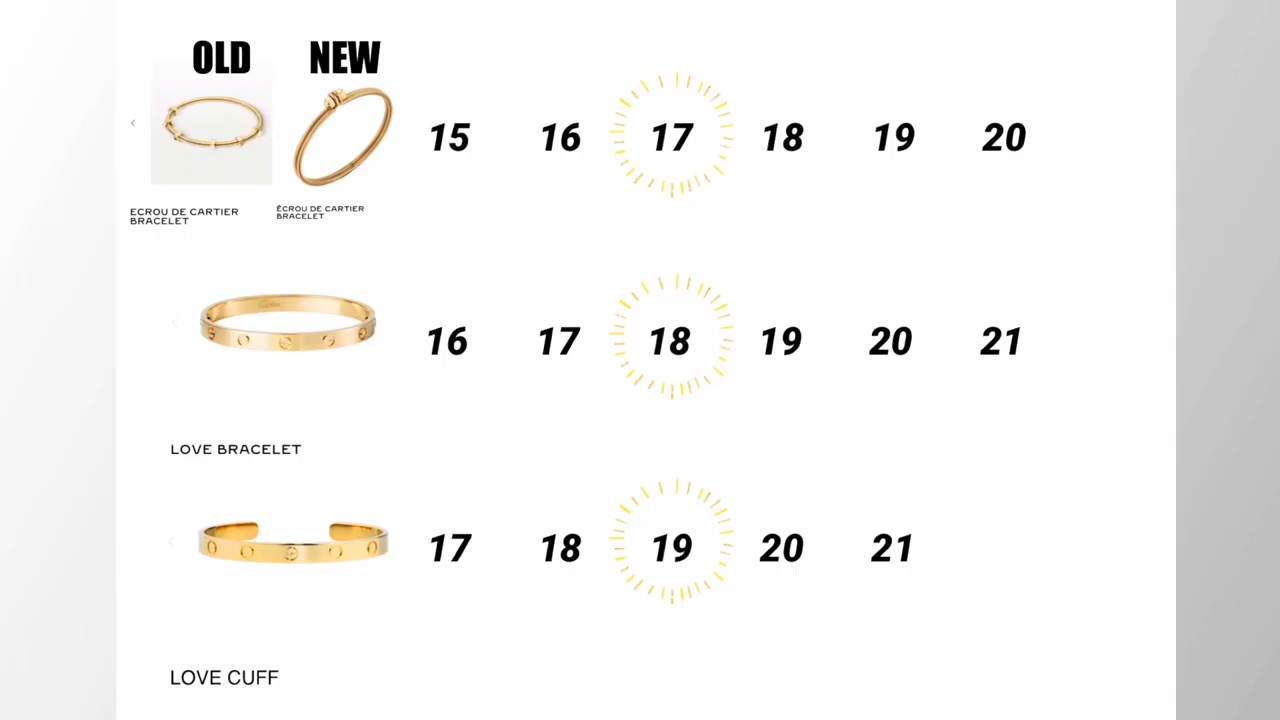 OLD NEW
15 16 17 18 19 20
ECROU DE CARTIER
BRACELET
ÉCROU DE CARTIER
BRACELET
16 17 18 19 20 21
LOVE BRACELET
17 18 19 20 21
LOVE CUFF